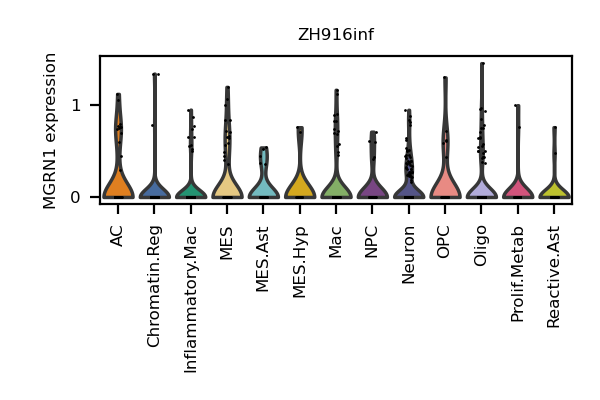 ZH916inf
MGRN1 expression
1
0
AC
Chromatin.Reg
Inflammatory.Mac
MES
MES.Ast
MES.Hyp
Mac
NPC
Neuron
OPC
Oligo
Prolif.Metab
Reactive.Ast